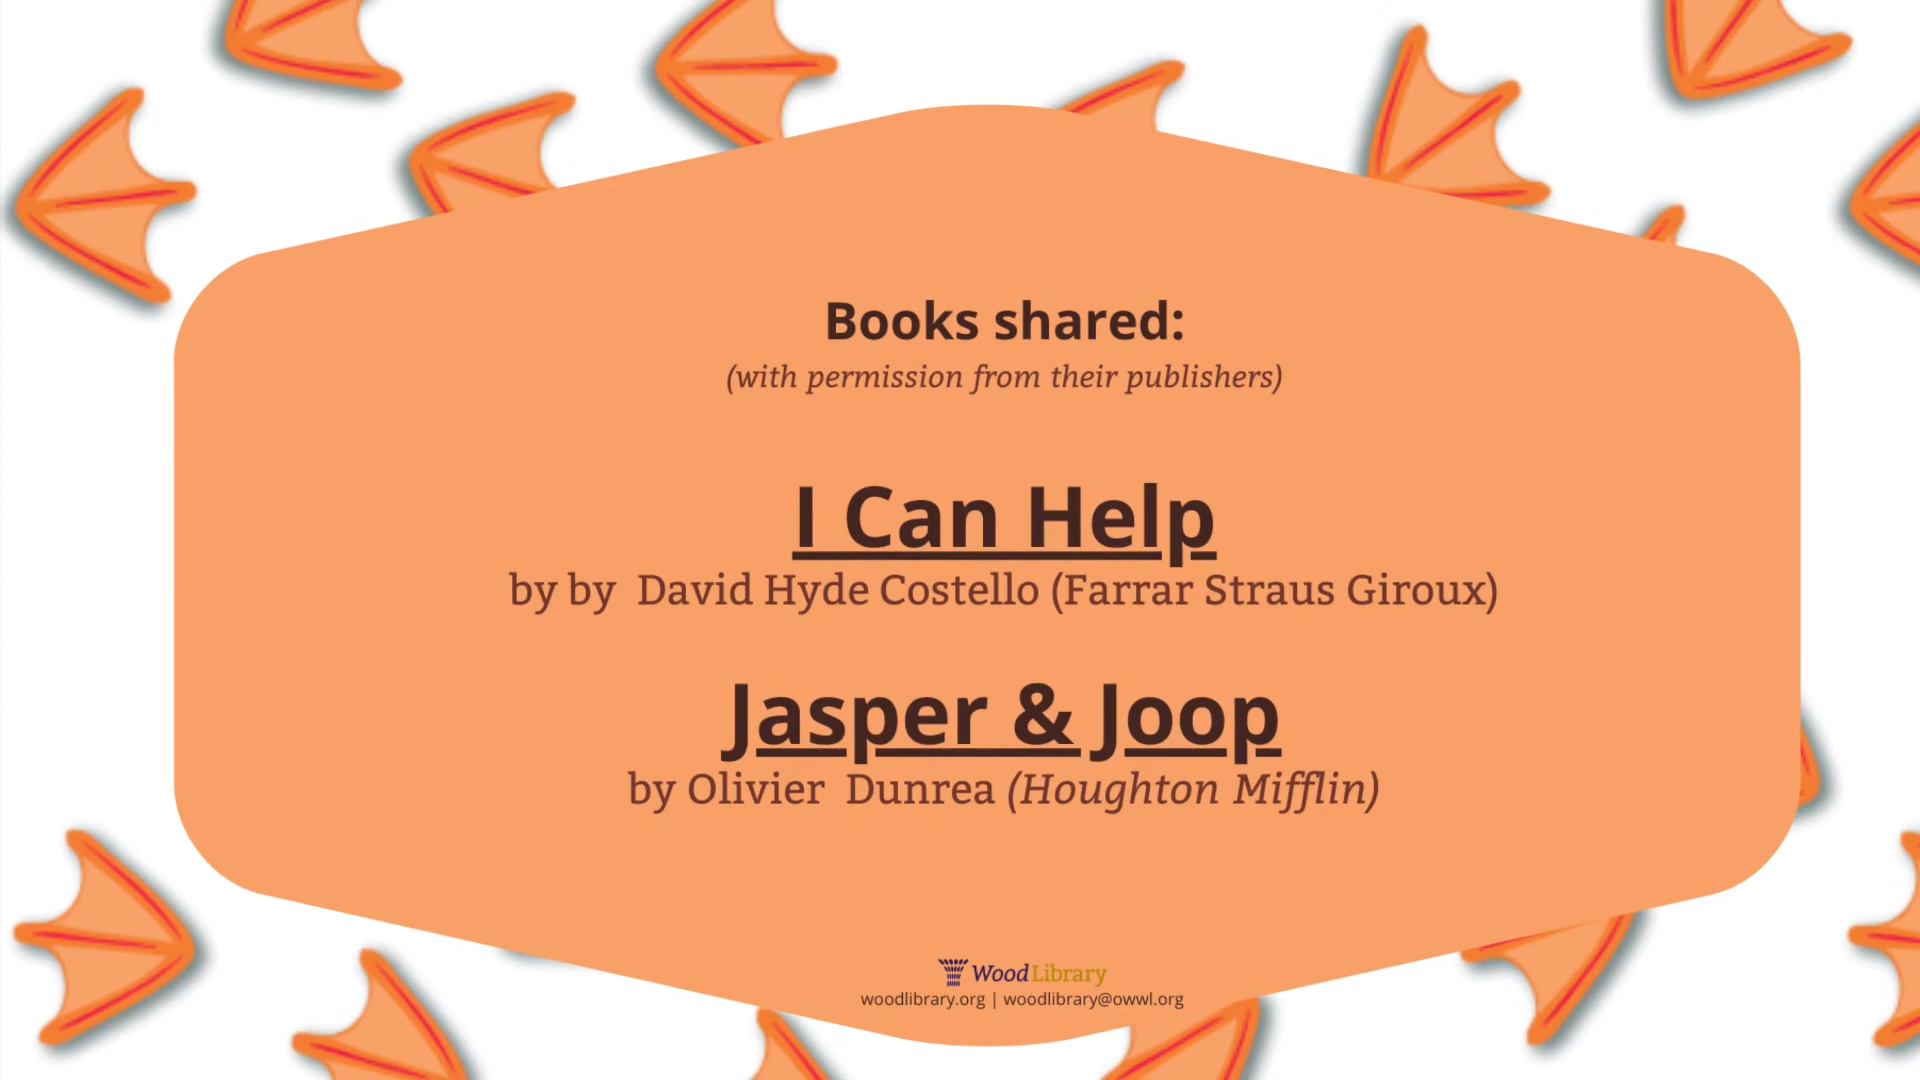 Books shared:
(with permission from their publishers)
I Can Help
by by David Hyde Costello (Farrar Straus Giroux)
Jasper & Joop
by Olivier Dunrea (Houghton Mifflin)
Wood Library
woodlibrary.org | woodlibrary@owwl.org